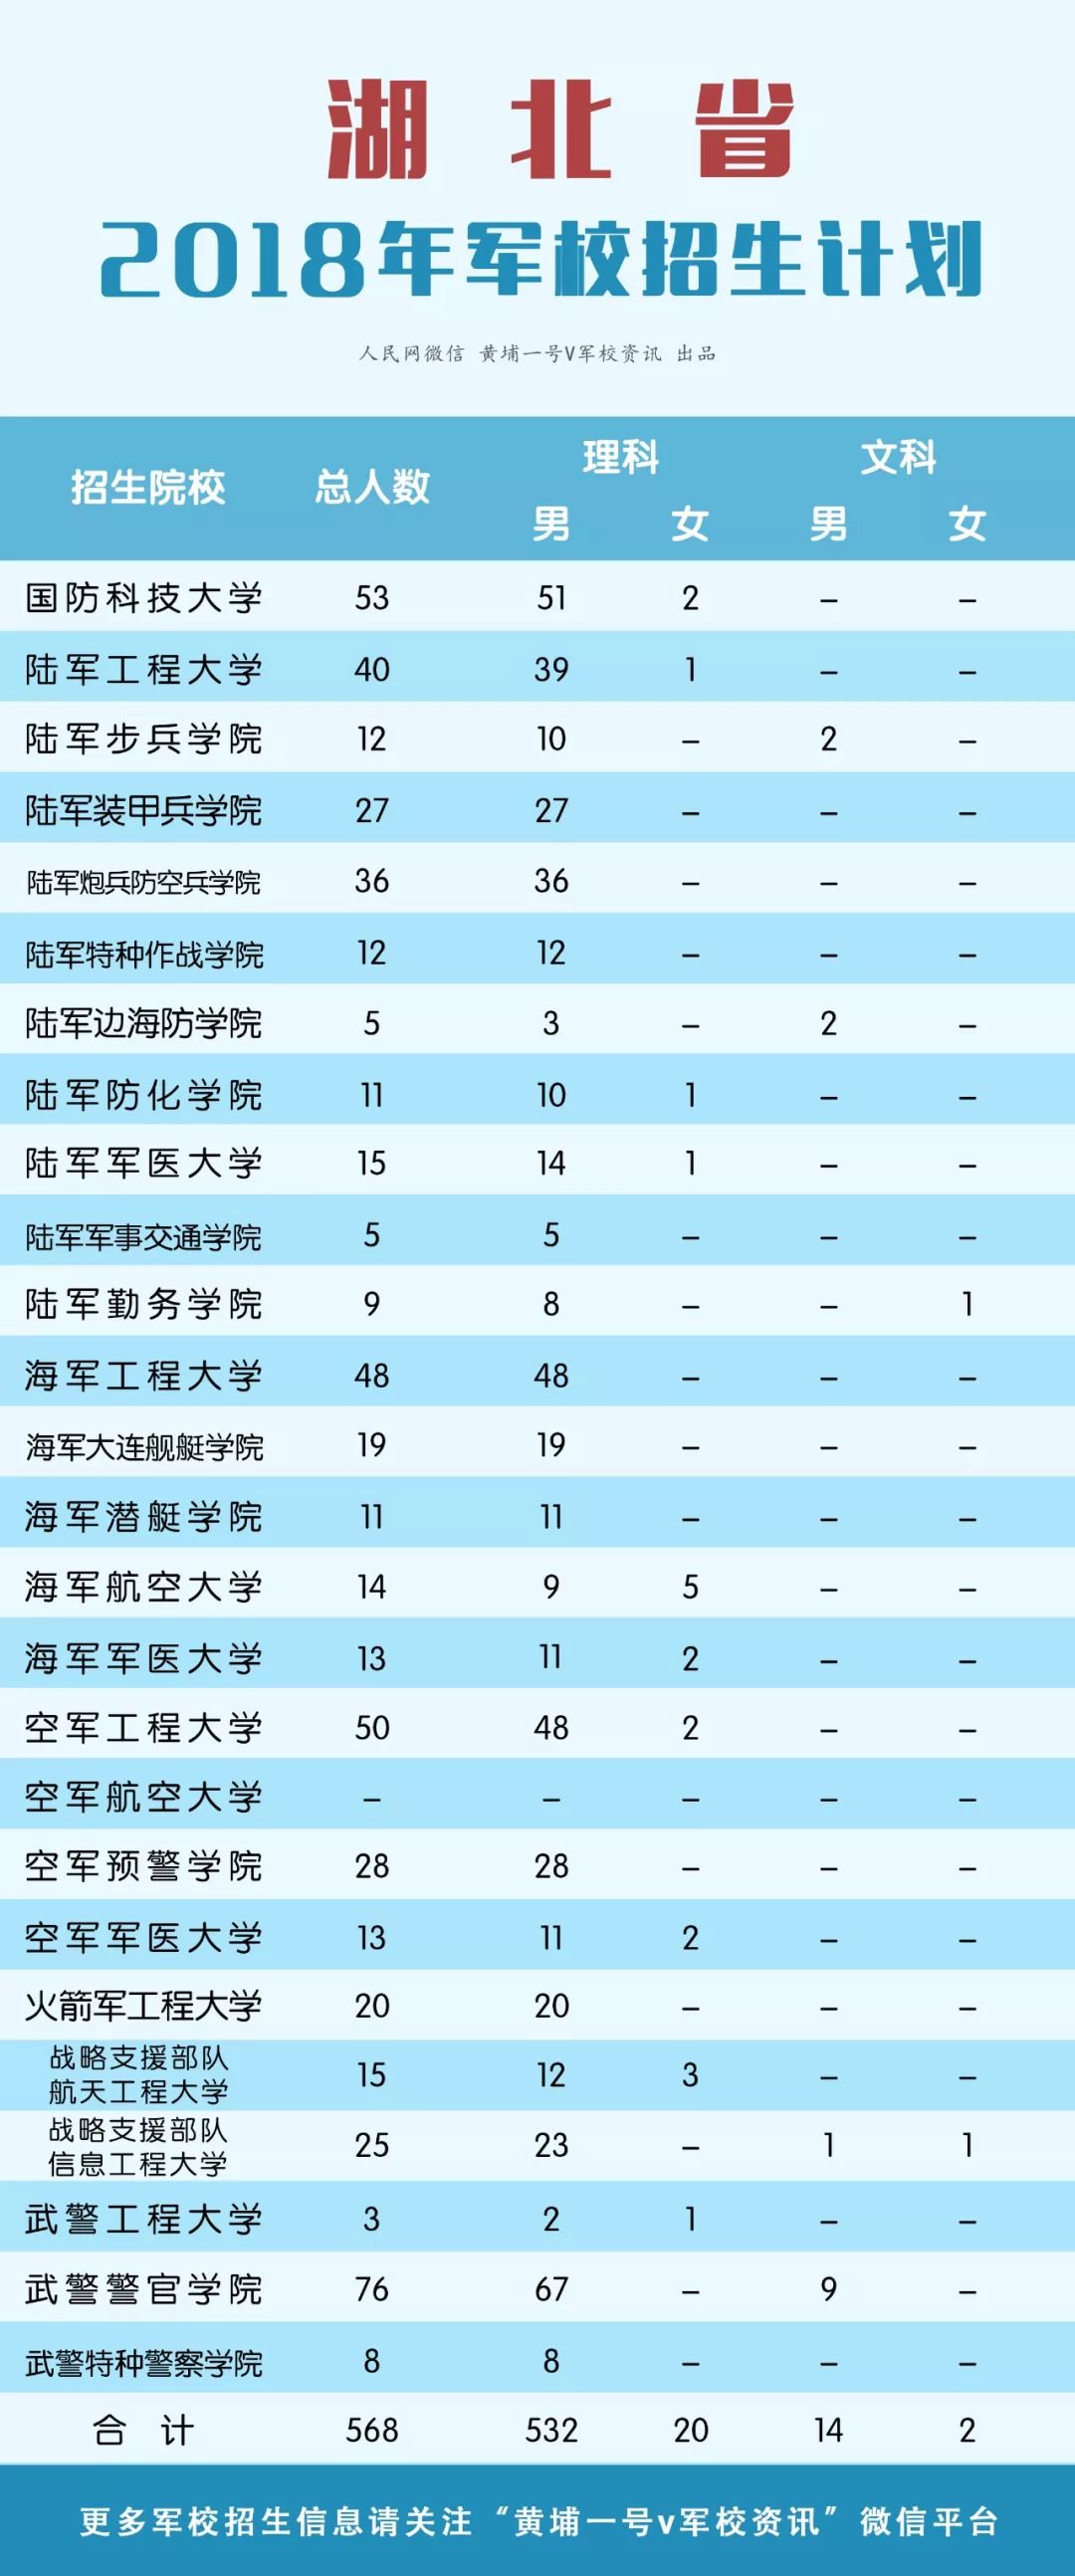 湖北省
2018年军校招生计划
人民网微信 黄埔一号V军校资讯 出品
招生院校 总人数 理科 文科
男 女 男 女
国防科技大学 53 51 2 – –
陆军工程大学 40 39 1 – –
陆军步兵学院 12 10 – 2 –
陆军装甲兵学院 27 27 – – –
陆军炮兵防空兵学院 36 36 – – –
陆军特种作战学院 12 12 – – –
陆军边海防学院 5 3 – 2 –
陆军防化学院 11 10 1 – –
陆军军医大学 15 14 1 – –
陆军军事交通学院 5 5 – – –
陆军勤务学院 9 8 – – 1
海军工程大学 48 48 – – –
海军大连舰艇学院 19 19 – – –
海军潜艇学院 11 11 – – –
海军航空大学 14 9 5 – –
海军军医大学 13 11 2 – –
空军工程大学 50 48 2 – –
空军航空大学 – – – – –
空军预警学院 28 28 – – –
空军军医大学 13 11 2 – –
火箭军工程大学 20 20 – – –
战略支援部队
航天工程大学 15 12 3 – –
战略支援部队
信息工程大学 25 23 – 1 1
武警工程大学 3 2 1 – –
武警警官学院 76 67 – 9 –
武警特种警察学院 8 8 – – –
合 计 568 532 20 14 2
更多军校招生信息请关注“黄埔一号v军校资讯”微信平台